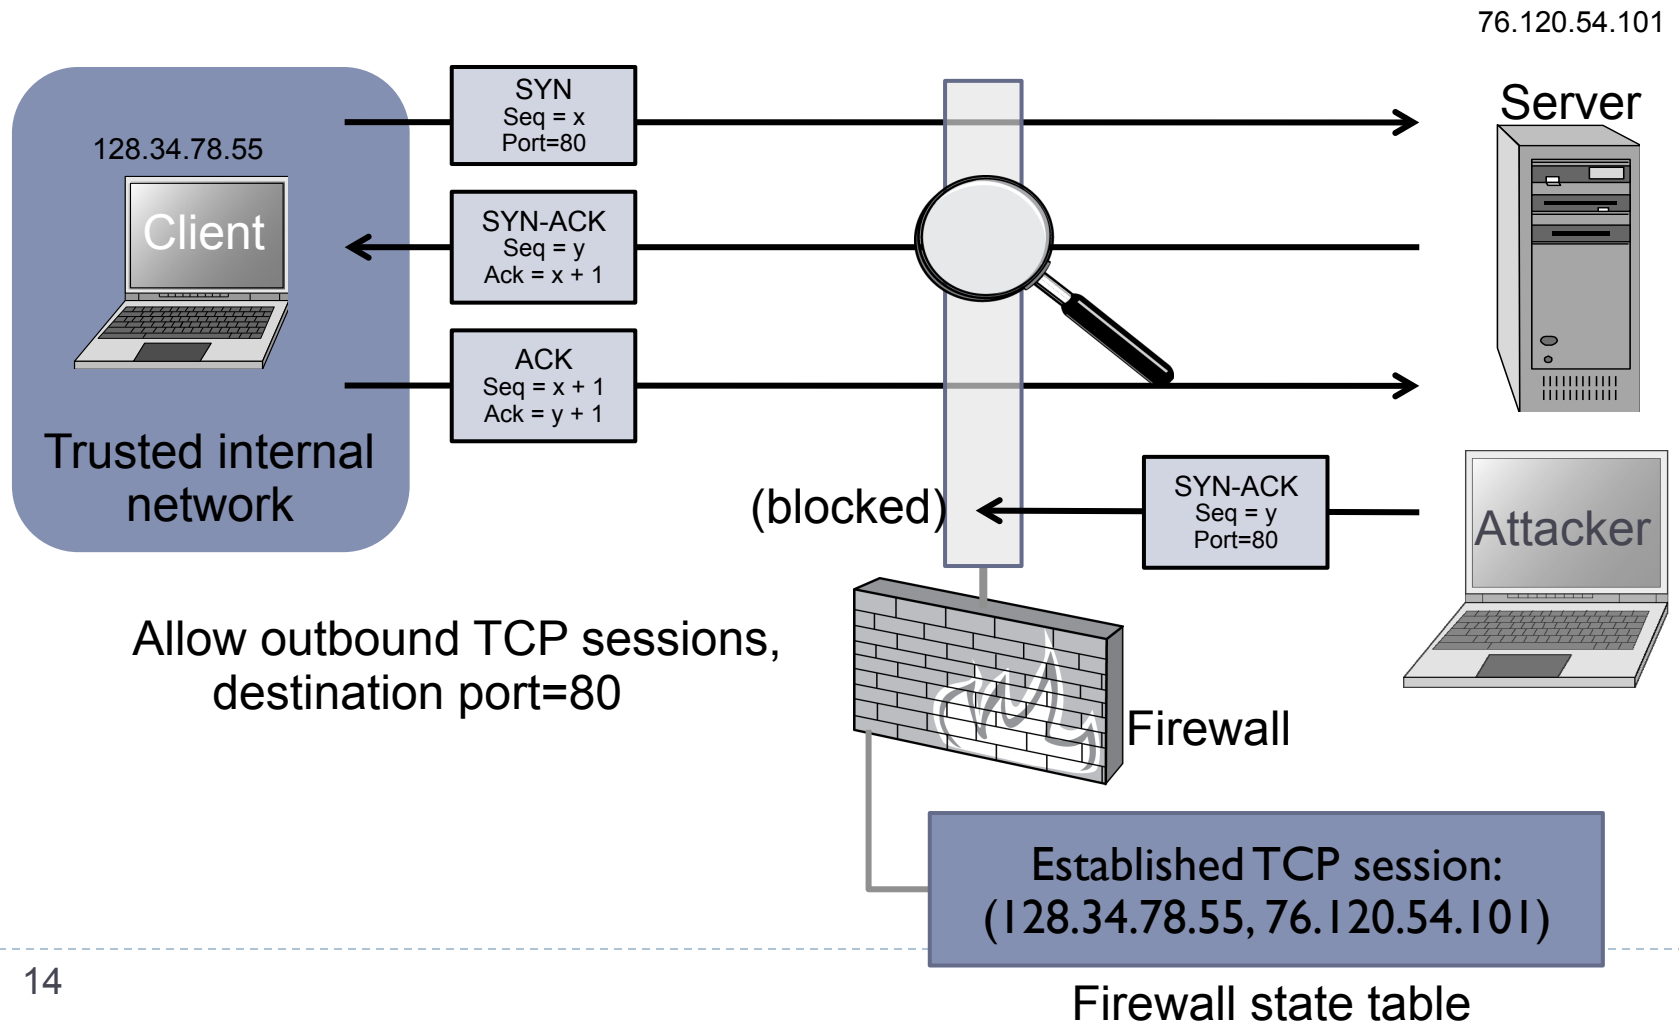 76.120.54.101
Server
128.34.78.55
Client
Trusted internal
network
SYN
Seq = x
Port=80
SYN-ACK
Seq = y
Ack = x + 1
ACK
Seq = x + 1
Ack = y + 1
(blocked)
SYN-ACK
Seq = y
Port=80
Attacker
Allow outbound TCP sessions,
destination port=80
Firewall
Established TCP session:
(128.34.78.55, 76.120.54.101)
Firewall state table
14